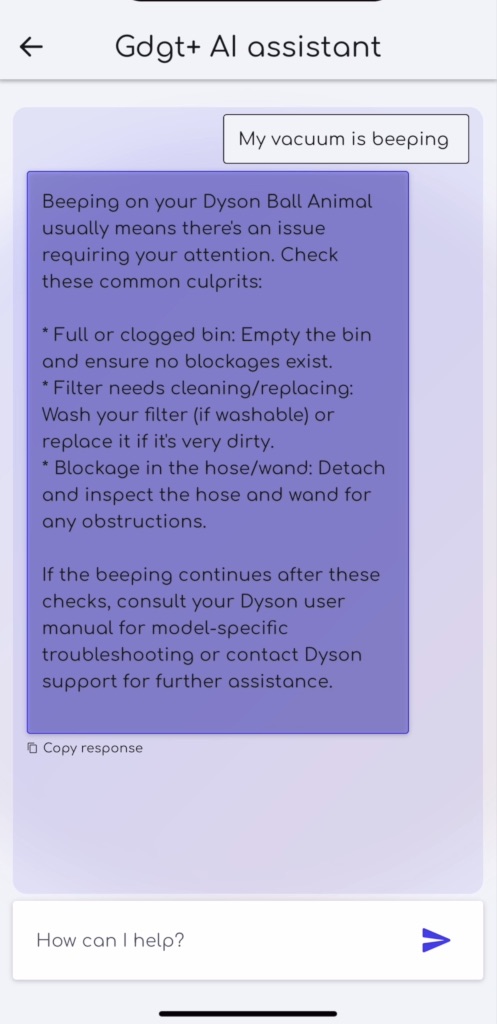 Gdgt+ AI assistant
My vacuum is beeping
Beeping on your Dyson Ball Animal
usually means there's an issue
requiring your attention. Check
these common culprits:
* Full or clogged bin: Empty the bin
and ensure no blockages exist.
* Filter needs cleaning/replacing:
Wash your filter (if washable) or
replace it if it's very dirty.
* Blockage in the hose/wand: Detach
and inspect the hose and wand for
any obstructions.
If the beeping continues after these
checks, consult your Dyson user
manual for model-specific
troubleshooting or contact Dyson
support for further assistance.
Copy response
How can I help?